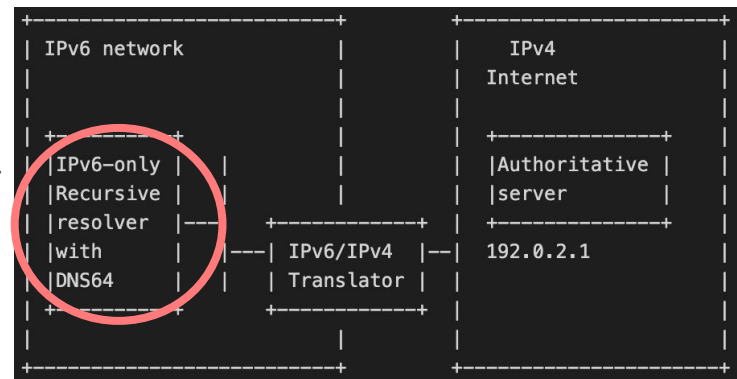 IPv6 network
IPv4
Internet
IPv6-only
Recursive
resolver
with
DNS64
IPv6/IPv4
Translator
Authoritative
server
192.0.2.1